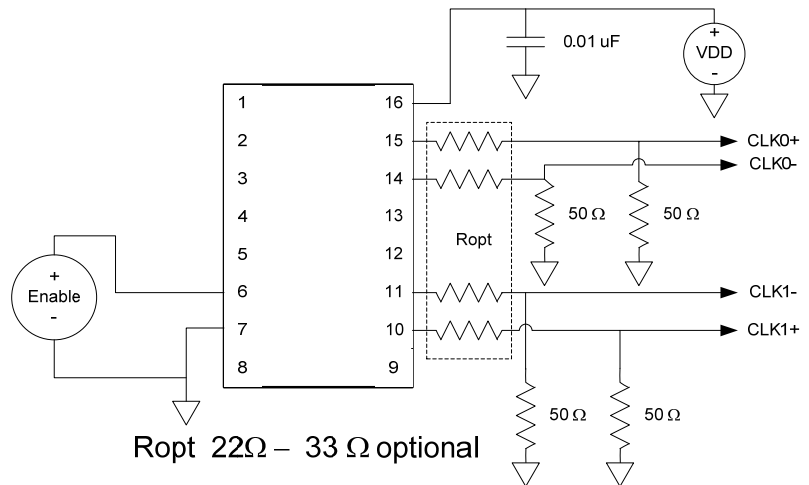 0.01 uF
+
VDD
-
1
16
2
15
CLK0+
CLK0-
3
14
4
13
50 Ω
50 Ω
5
12
Ropt
+
Enable
-
6
11
CLK1-
7
10
CLK1+
8
9
50 Ω
50 Ω
Ropt 22Ω – 33 Ω optional